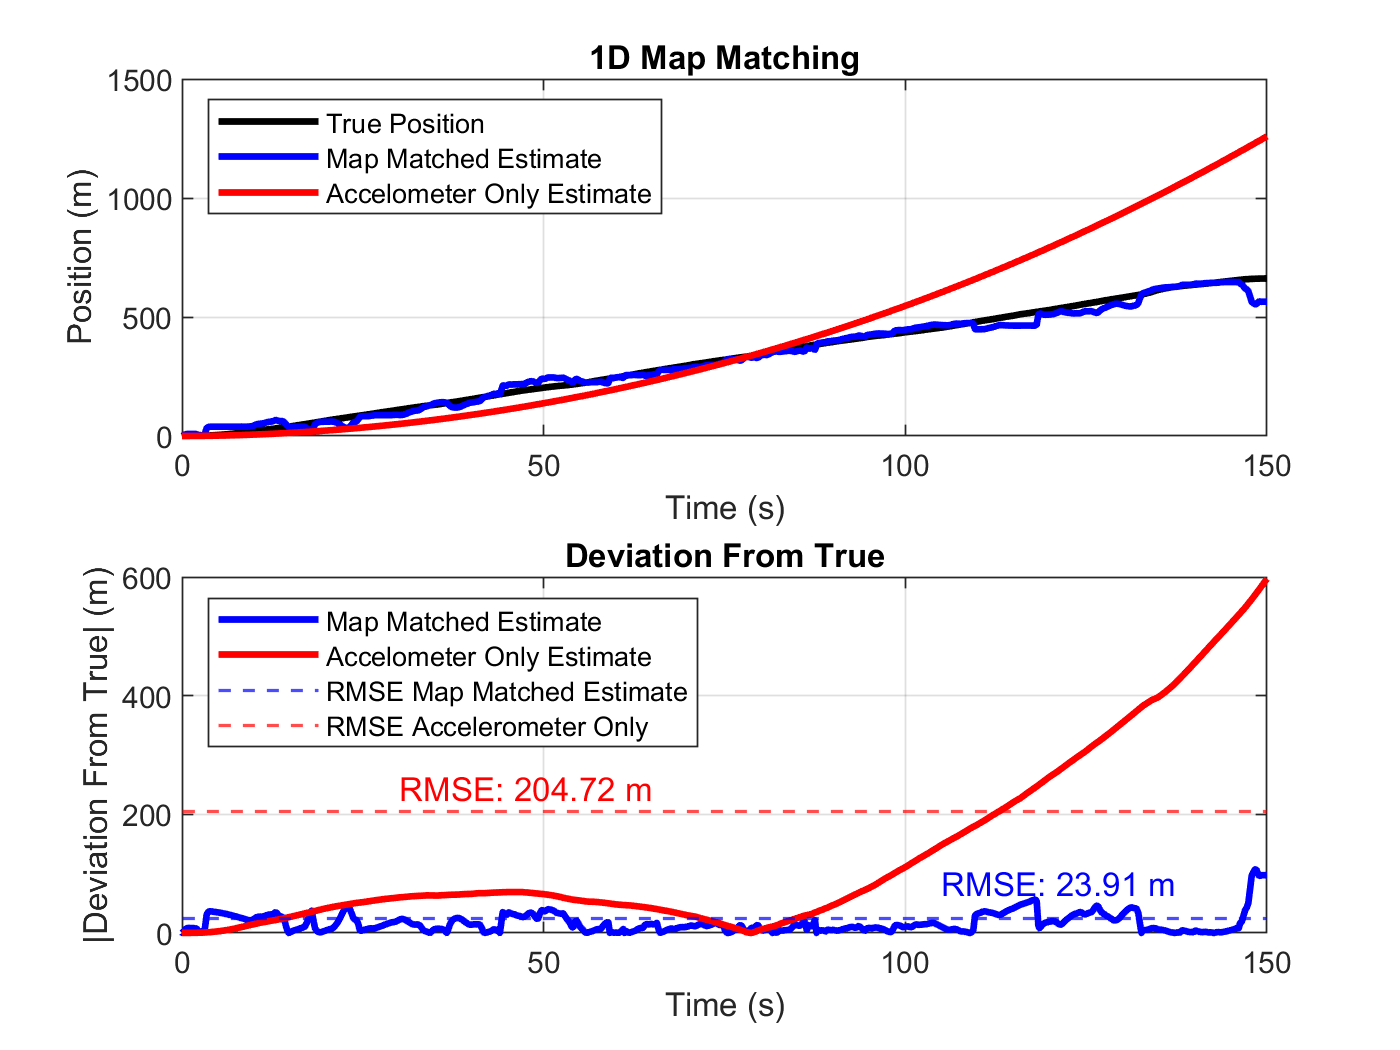 1D Map Matching
1500
1000
500
0
Position (m)
True Position
Map Matched Estimate
Accelometer Only Estimate
0 50 100 150
Time (s)
Deviation From True
600
400
200
0
|Deviation From True| (m)
Map Matched Estimate
Accelometer Only Estimate
RMSE Map Matched Estimate
RMSE Accelerometer Only
RMSE: 204.72 m
RMSE: 23.91 m
0 50 100 150
Time (s)